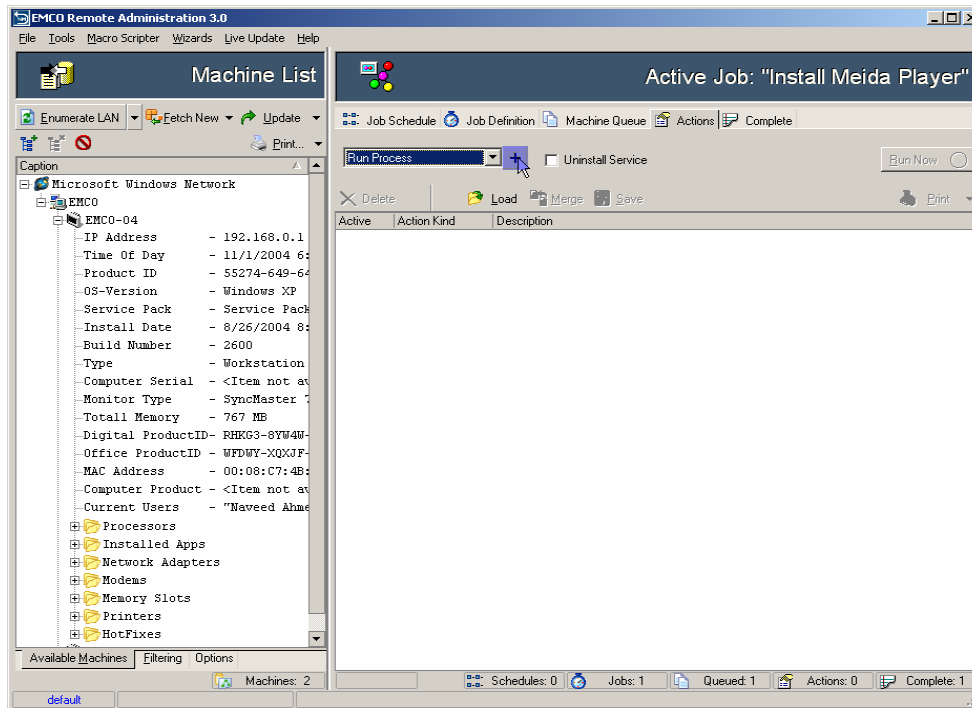 EMCO Remote Administration 3.0
File Tools Macro Scripter Wizards Live Update Help
Machine List
Active Job: "Install Meida Player"
Enumerate LAN Fetch New Update
Print...
Job Schedule Job Definition Machine Queue Actions Complete
Run Process Uninstall Service Run Now
Delete Load Merge Save Print
Active Action Kind Description
Caption
Microsoft Windows Network
EMCO
EMCO-04
IP Address - 192.168.0.1
Time Of Day - 11/1/2004 6:
Product ID - 55274-649-64
OS-Version - Windows XP
Service Pack - Service Pack
Install Date - 8/26/2004 8:
Build Number - 2600
Type - Workstation
Computer Serial - <Item not av
Monitor Type - SyncMaster 7
Totall Memory - 767 MB
Digital ProductID- RHKG3-8YW4W-
Office ProductID - WFDWY-XQXJF-
MAC Address - 00:08:C7:4B:
Computer Product - <Item not av
Current Users - "Naveed Ahme
Processors
Installed Apps
Network Adapters
Modems
Memory Slots
Printers
HotFixes
Available Machines Filtering Options
Machines: 2
Schedules: 0 Jobs: 1 Queued: 1 Actions: 0 Complete: 1
default